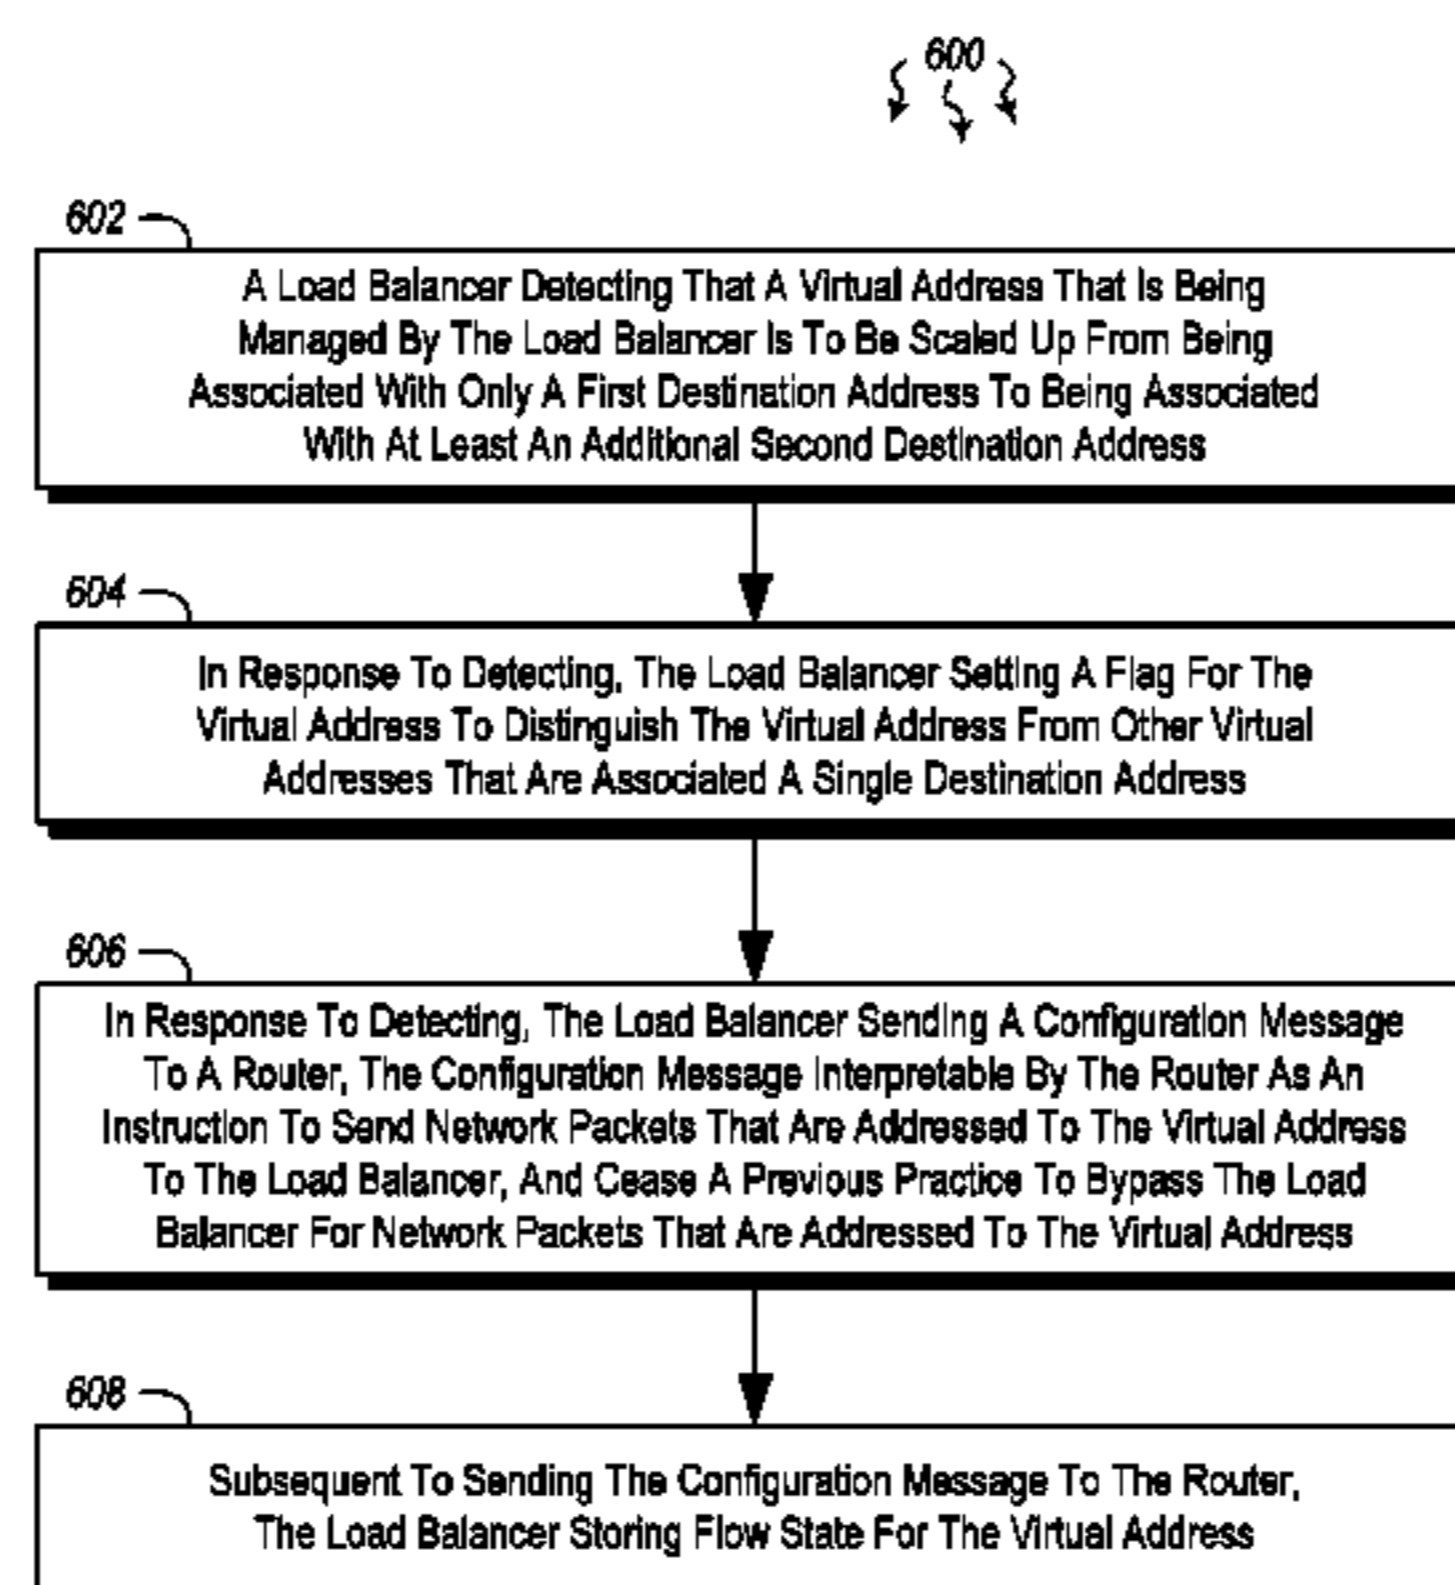 600
602
A Load Balancer Detecting That A Virtual Address That Is Being
Managed By The Load Balancer Is To Be Scaled Up From Being
Associated With Only A First Destination Address To Being Associated
With At Least An Additional Second Destination Address
604
In Response To Detecting, The Load Balancer Setting A Flag For The
Virtual Address To Distinguish The Virtual Address From Other Virtual
Addresses That Are Associated A Single Destination Address
606
In Response To Detecting, The Load Balancer Sending A Configuration Message
To A Router, The Configuration Message Interpretable By The Router As An
Instruction To Send Network Packets That Are Addressed To The Virtual Address
To The Load Balancer, And Cease A Previous Practice To Bypass The Load
Balancer For Network Packets That Are Addressed To The Virtual Address
608
Subsequent To Sending The Configuration Message To The Router,
The Load Balancer Storing Flow State For The Virtual Address